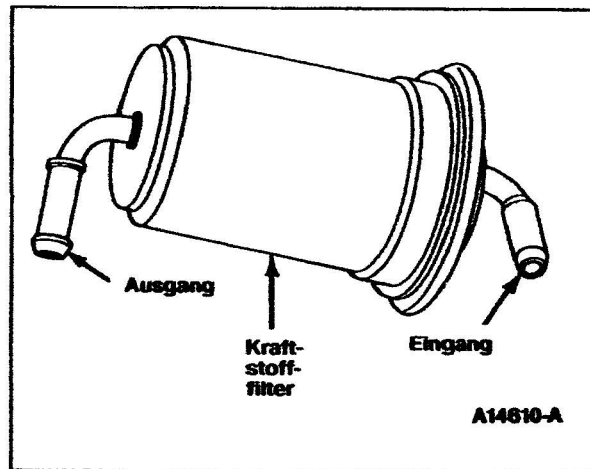 Ausgang
Kraft-
stoff-
filter
Eingang
A14610-A